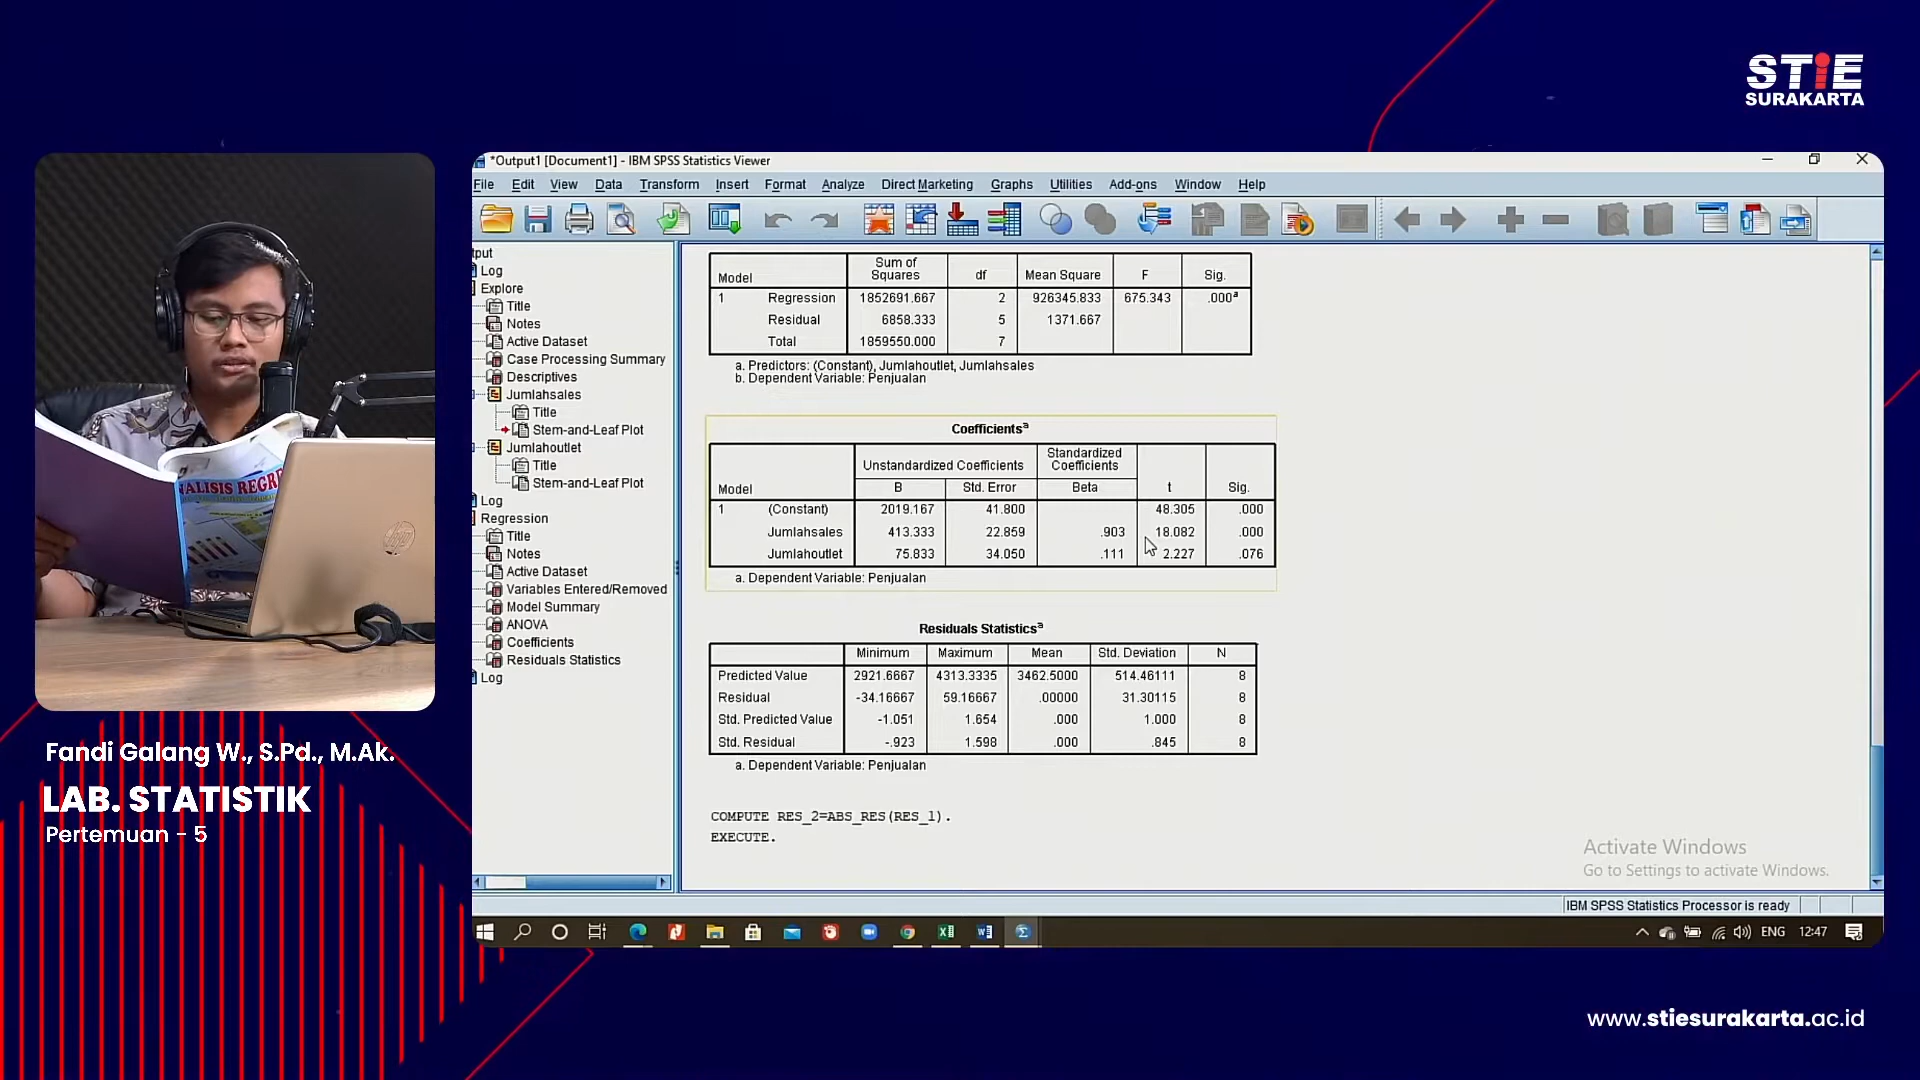 STiE
SURAKARTA
*Output1 [Document1] - IBM SPSS Statistics Viewer
File Edit View Data Transform Insert Format Analyze Direct Marketing Graphs Utilities Add-ons Window Help
tput
Log
Explore
Title
Notes
Active Dataset
Case Processing Summary
Descriptives
Jumlahsales
Title
Stem-and-Leaf Plot
Jumlahoutlet
Title
Stem-and-Leaf Plot
Log
Regression
Title
Notes
Active Dataset
Variables Entered/Removed
Model Summary
ANOVA
Coefficients
Residuals Statistics
Log
Model Sum of Squares df Mean Square F Sig.
1 Regression 1852691.667 2 926345.833 675.343 .000a
Residual 6858.333 5 1371.667
Total 1859550.000 7
a. Predictors: (Constant), Jumlahoutlet, Jumlahsales
b. Dependent Variable: Penjualan
Coefficientsa
Model Unstandardized Coefficients Standardized Coefficients t Sig.
B Std. Error Beta
1 (Constant) 2019.167 41.800 48.305 .000
Jumlahsales 413.333 22.859 .903 18.082 .000
Jumlahoutlet 75.833 34.050 .111 2.227 .076
a. Dependent Variable: Penjualan
Residuals Statisticsa
Minimum Maximum Mean Std. Deviation N
Predicted Value 2921.6667 4313.3335 3462.5000 514.46111 8
Residual -34.16667 59.16667 .00000 31.30115 8
Std. Predicted Value -1.051 1.654 .000 1.000 8
Std. Residual -.923 1.598 .000 .845 8
a. Dependent Variable: Penjualan
COMPUTE RES_2=ABS_RES(RES_1).
EXECUTE.
Activate Windows
Go to Settings to activate Windows.
IBM SPSS Statistics Processor is ready
ENG 12:47
ANALISIS REGR
hp
Fandi Galang W., S.Pd., M.Ak.
LAB. STATISTIK
Pertemuan - 5
www.stiesurakarta.ac.id